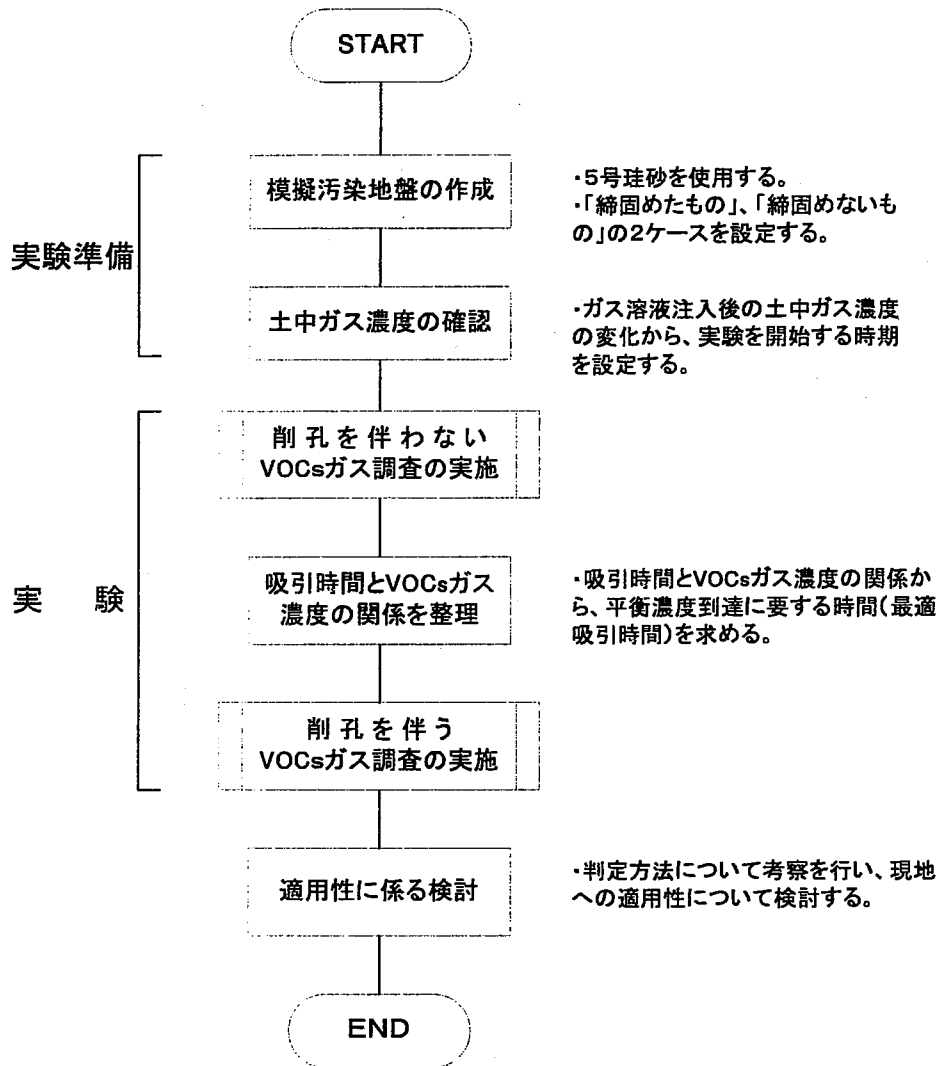 START
実験準備
模擬汚染地盤の作成
・5号珪砂を使用する。
・「締固めたもの」、「締固めないも
の」の2ケースを設定する。
土中ガス濃度の確認
・ガス溶液注入後の土中ガス濃度
の変化から、実験を開始する時期
を設定する。
実　験
削孔を伴わない
VOCsガス調査の実施
吸引時間とVOCsガス
濃度の関係を整理
・吸引時間とVOCsガス濃度の関係か
ら、平衡濃度到達に要する時間(最適
吸引時間)を求める。
削孔を伴う
VOCsガス調査の実施
適用性に係る検討
・判定方法について考察を行い、現地
への適用性について検討する。
END